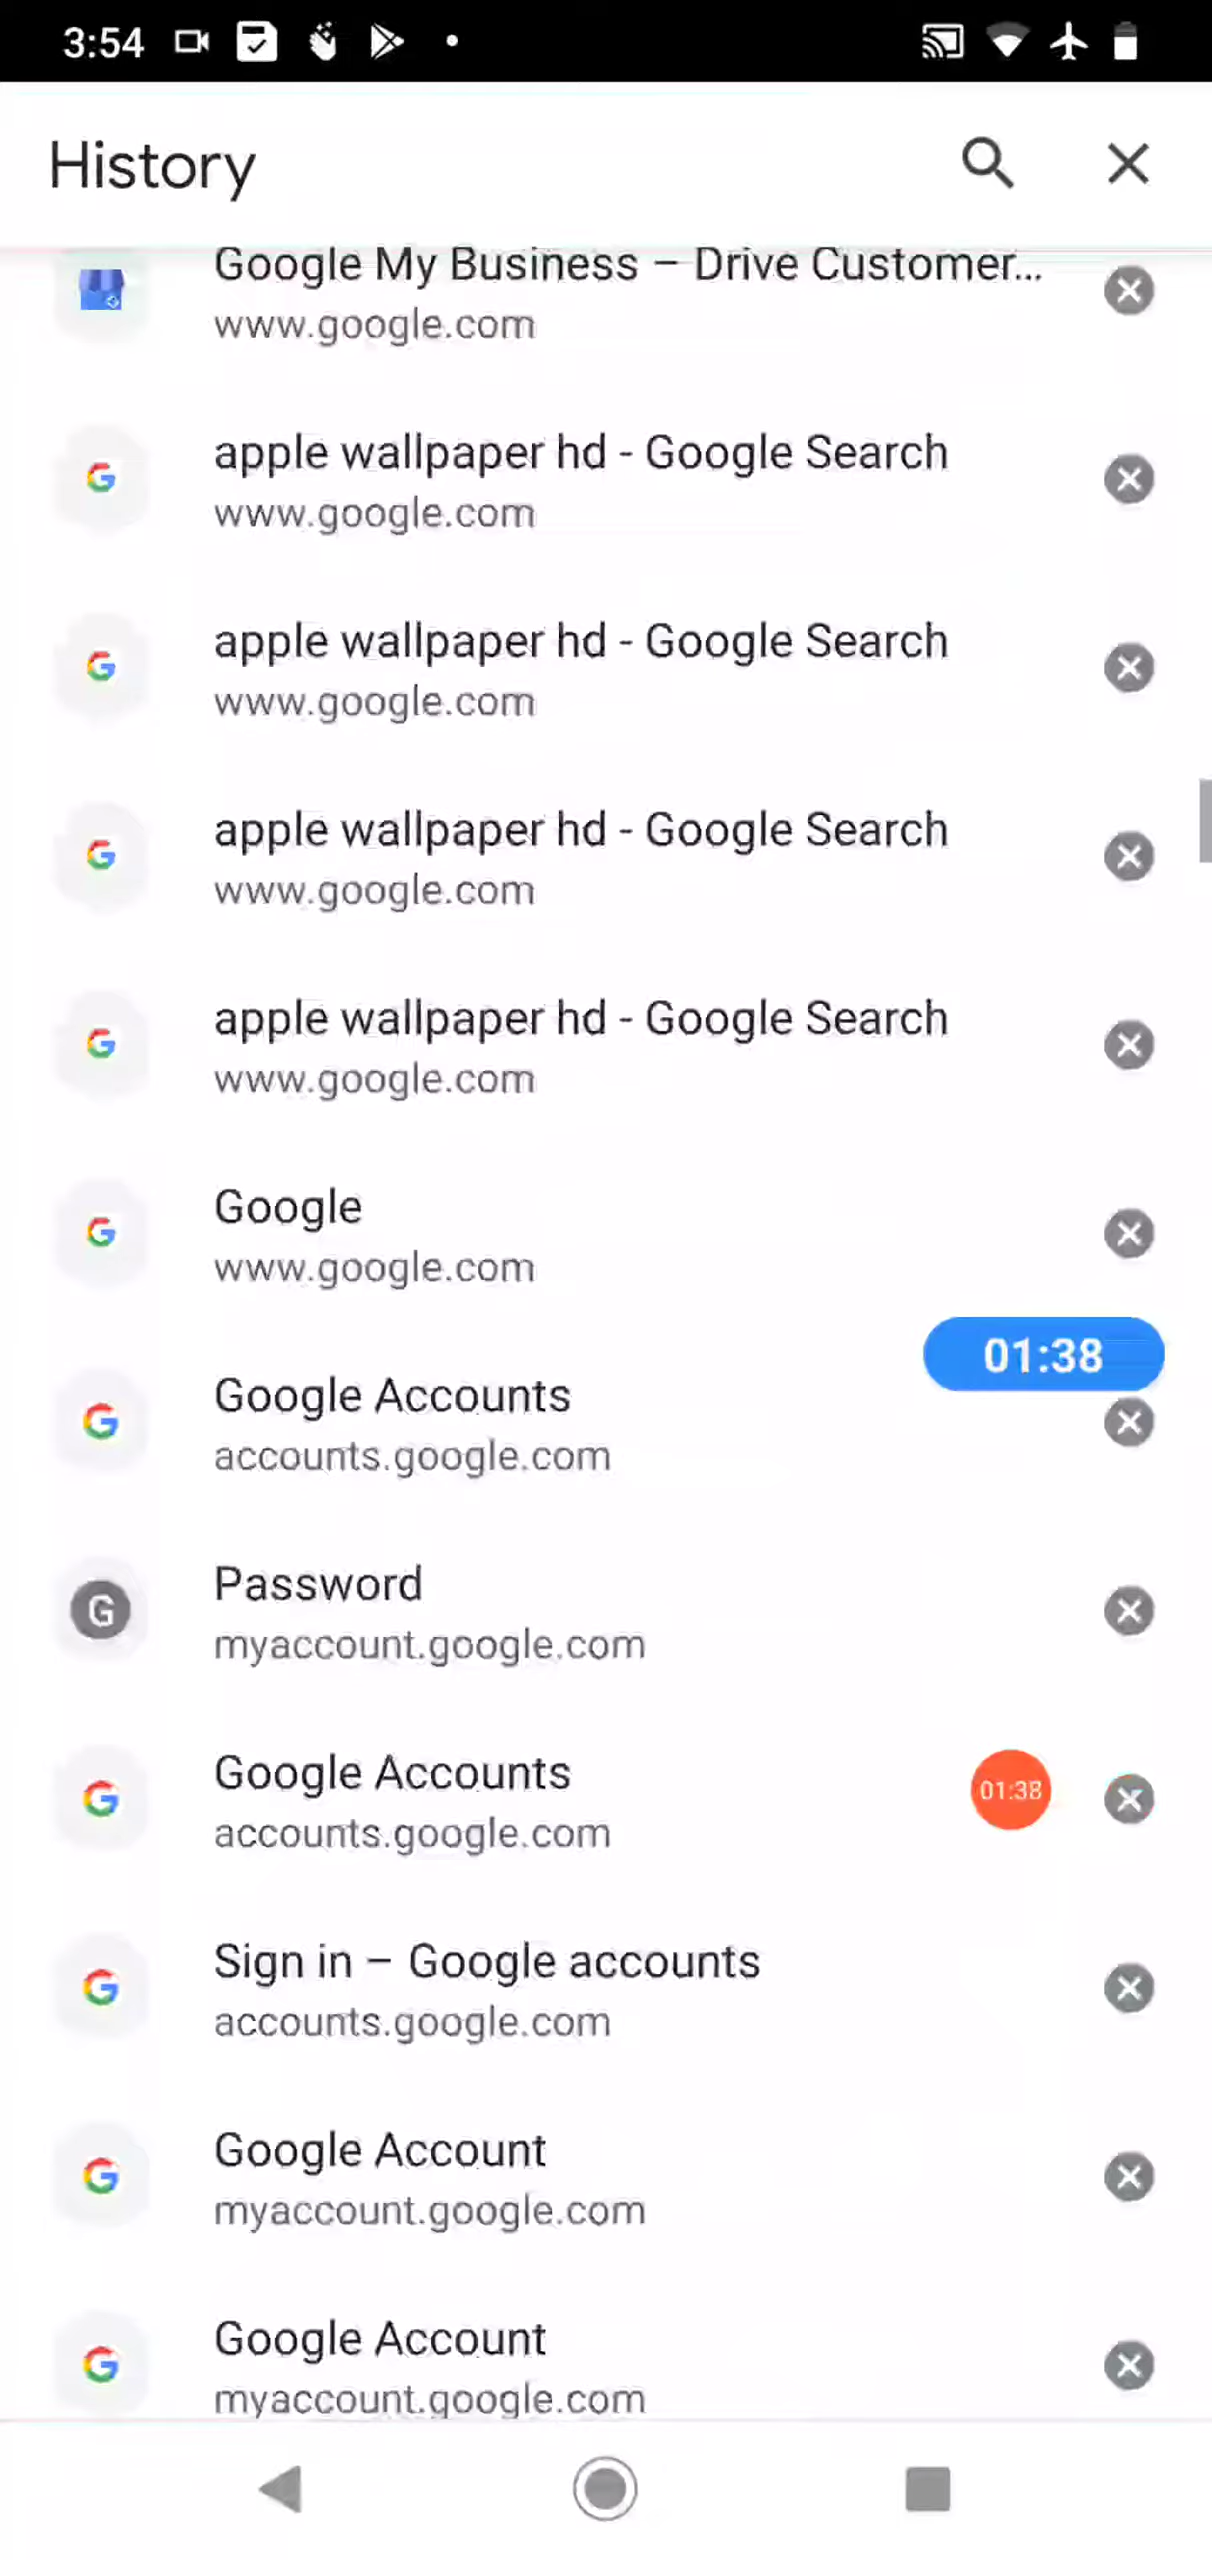 3:54
History
Google My Business – Drive Customer...
www.google.com
apple wallpaper hd - Google Search
www.google.com
apple wallpaper hd - Google Search
www.google.com
apple wallpaper hd - Google Search
www.google.com
apple wallpaper hd - Google Search
www.google.com
Google
www.google.com
01:38
Google Accounts
accounts.google.com
Password
myaccount.google.com
Google Accounts
accounts.google.com
01:38
Sign in – Google accounts
accounts.google.com
Google Account
myaccount.google.com
Google Account
myaccount.google.com